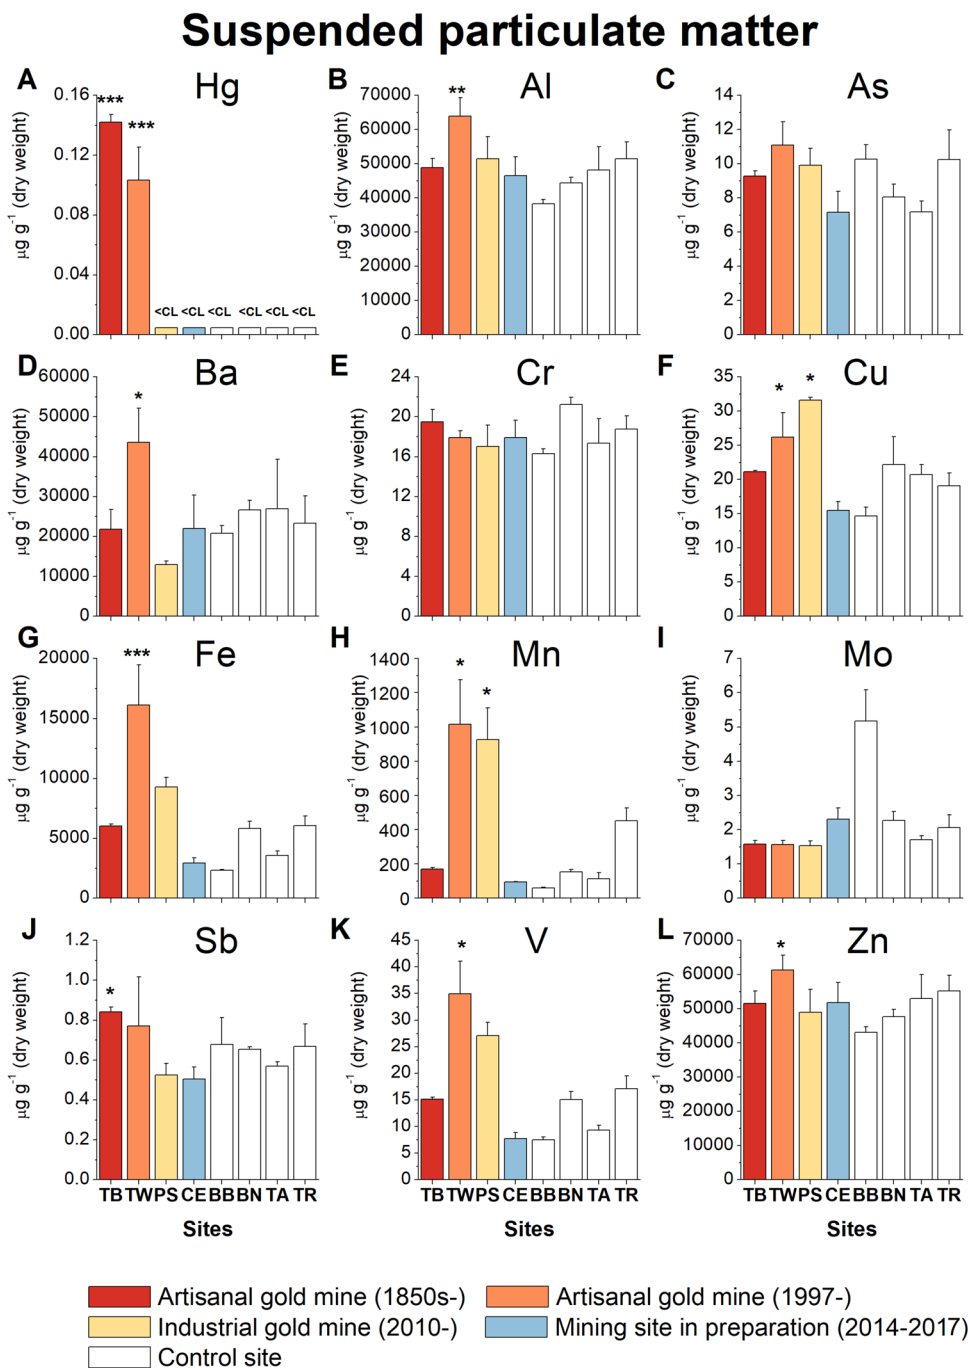 Suspended particulate matter
A Hg
µg g-1 (dry weight)
0.16
0.12
0.08
0.04
0.00
*** ***
<CL <CL <CL <CL <CL <CL
B Al
µg g-1 (dry weight)
70000
60000
50000
40000
30000
20000
10000
0
**
C As
µg g-1 (dry weight)
14
12
10
8
6
4
2
0
D Ba
µg g-1 (dry weight)
60000
50000
40000
30000
20000
10000
0
*
E Cr
µg g-1 (dry weight)
24
20
16
12
8
4
0
F Cu
µg g-1 (dry weight)
35
30
25
20
15
10
5
0
* *
G Fe
µg g-1 (dry weight)
20000
15000
10000
5000
0
***
H Mn
µg g-1 (dry weight)
1400
1200
1000
800
600
400
200
0
* *
I Mo
µg g-1 (dry weight)
7
6
5
4
3
2
1
0
J Sb
µg g-1 (dry weight)
1.2
1.0
0.8
0.6
0.4
0.2
0.0
*
TB TW PS CE BB BN TA TR
Sites
K V
µg g-1 (dry weight)
45
40
35
30
25
20
15
10
5
0
*
TB TW PS CE BB BN TA TR
Sites
L Zn
µg g-1 (dry weight)
70000
60000
50000
40000
30000
20000
10000
0
*
TB TW PS CE BB BN TA TR
Sites
Artisanal gold mine (1850s-)
Artisanal gold mine (1997-)
Industrial gold mine (2010-)
Mining site in preparation (2014-2017)
Control site